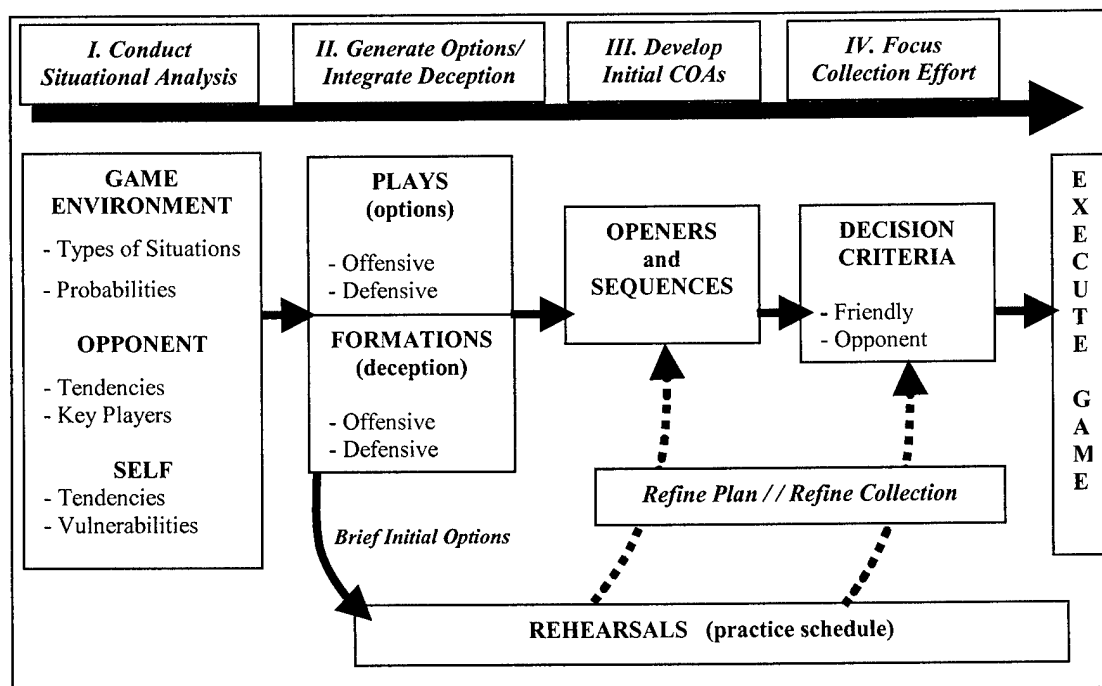 I. Conduct
Situational Analysis
II. Generate Options/
Integrate Deception
III. Develop
Initial COAs
IV. Focus
Collection Effort
GAME
ENVIRONMENT
- Types of Situations
- Probabilities
OPPONENT
- Tendencies
- Key Players
SELF
- Tendencies
- Vulnerabilities
PLAYS
(options)
- Offensive
- Defensive
FORMATIONS
(deception)
- Offensive
- Defensive
OPENERS
and
SEQUENCES
DECISION
CRITERIA
- Friendly
- Opponent
E
X
E
C
U
T
E
G
A
M
E
Refine Plan // Refine Collection
Brief Initial Options
REHEARSALS (practice schedule)